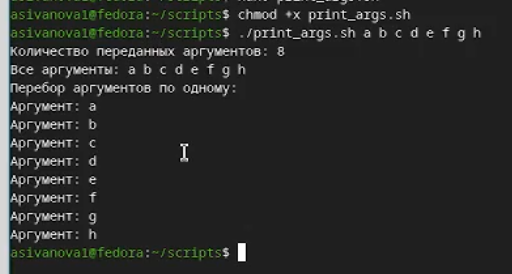 asivanova1@fedora:~/scripts$ chmod +x print_args.sh
asivanova1@fedora:~/scripts$ ./print_args.sh a b c d e f g h
Количество переданных аргументов: 8
Все аргументы: a b c d e f g h
Перебор аргументов по одному:
Аргумент: a
Аргумент: b
Аргумент: c
Аргумент: d
Аргумент: e
Аргумент: f
Аргумент: g
Аргумент: h
asivanova1@fedora:~/scripts$